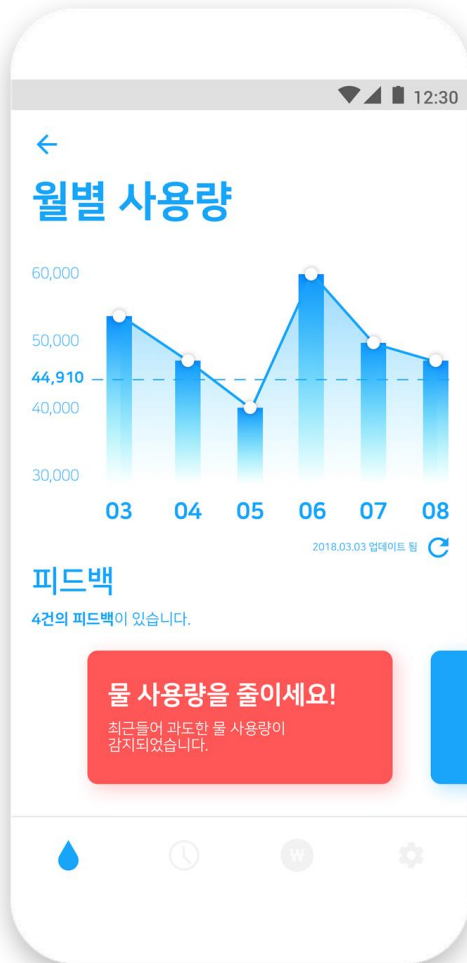 12:30
월별 사용량
60,000
50,000
44,910
40,000
30,000
03 04 05 06 07 08
2018.03.03 업데이트 됨
피드백
4건의 피드백이 있습니다.
물 사용량을 줄이세요!
최근들어 과도한 물 사용량이
감지되었습니다.
W